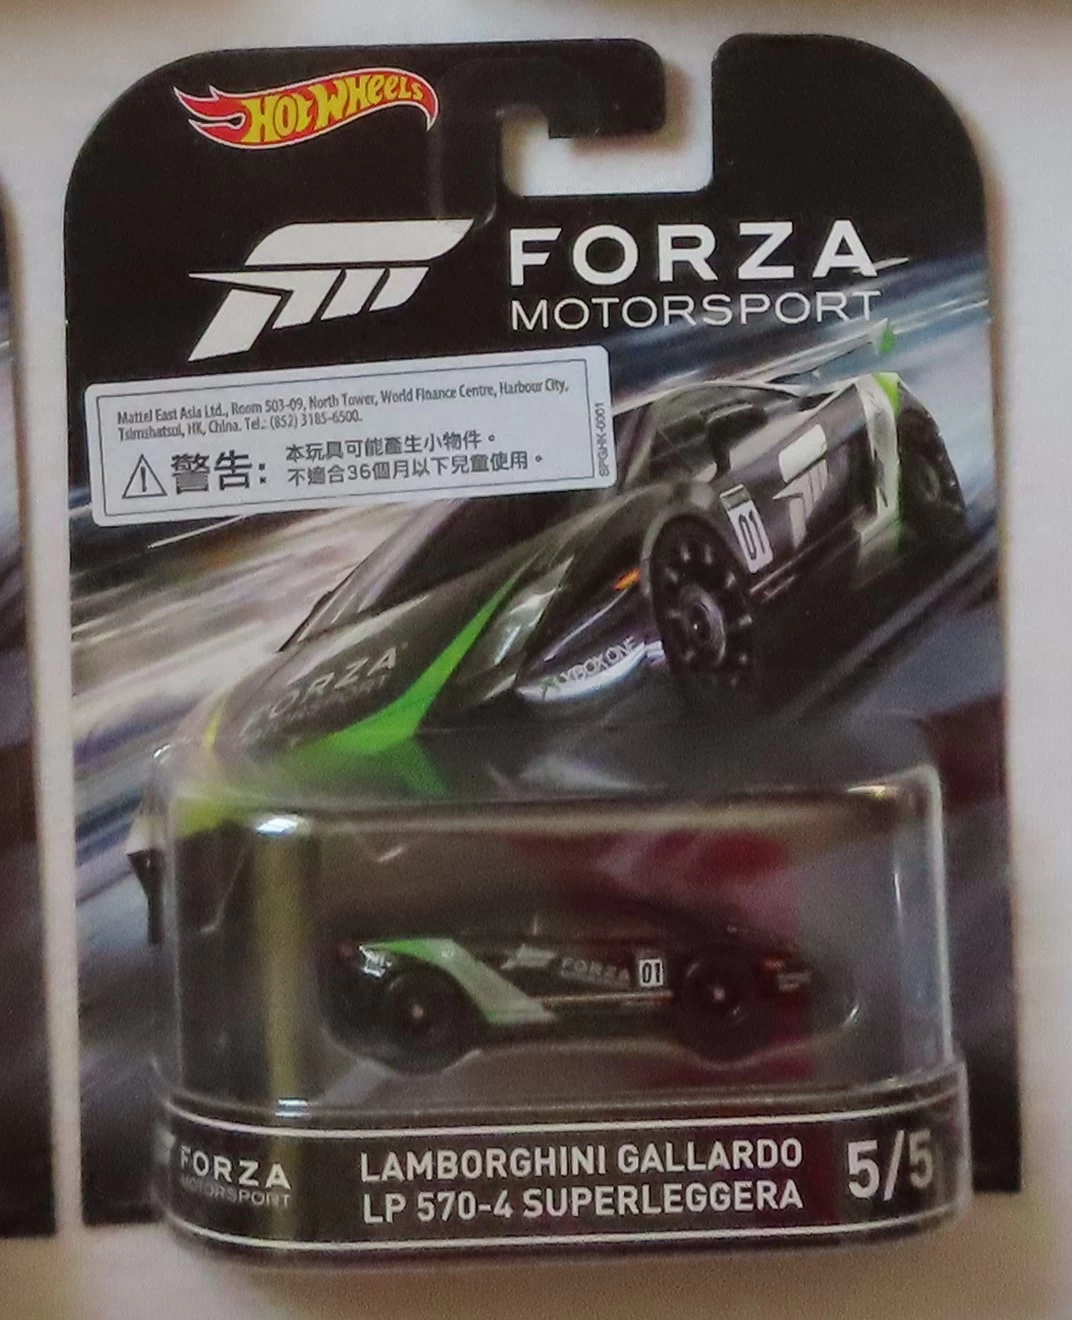 HOT WHEELS
FORZA
MOTORSPORT
Mattel East Asia Ltd., Room 503-09, North Tower, World Finance Centre, Harbour City,
Tsimshatsui, HK, China. Tel.: (852) 3185-6500.
警告:
本玩具可能產生小物件。
不適合36個月以下兒童使用。
SPGHK-0001
01
FORZA
XBOX ONE
FORZA 01
FORZA
MOTORSPORT
LAMBORGHINI GALLARDO
LP 570-4 SUPERLEGGERA
5/5